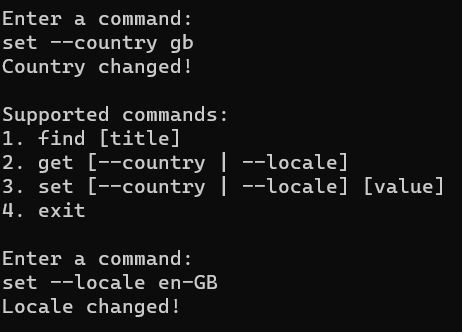 Enter a command:
set --country gb
Country changed!
Supported commands:
1. find [title]
2. get [--country | --locale]
3. set [--country | --locale] [value]
4. exit
Enter a command:
set --locale en-GB
Locale changed!